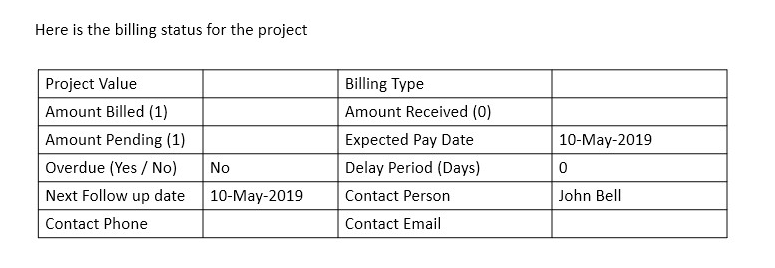 Here is the billing status for the project
Project Value Billing Type
Amount Billed (1) Amount Received (0)
Amount Pending (1) Expected Pay Date 10-May-2019
Overdue (Yes / No) No Delay Period (Days) 0
Next Follow up date 10-May-2019 Contact Person John Bell
Contact Phone Contact Email